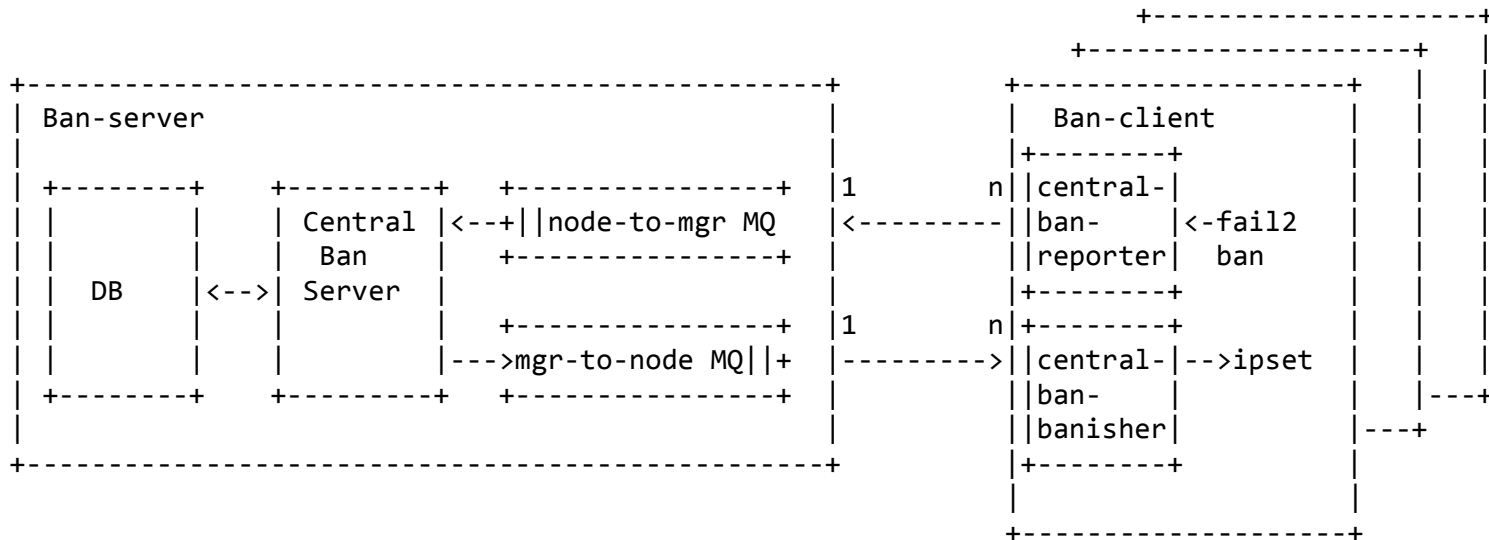 Ban-server
Ban-client
DB
Central
Ban
Server
node-to-mgr MQ
mgr-to-node MQ
1 n
1 n
central-
ban-
reporter
<-fail2
ban
central-
ban-
banisher
-->ipset